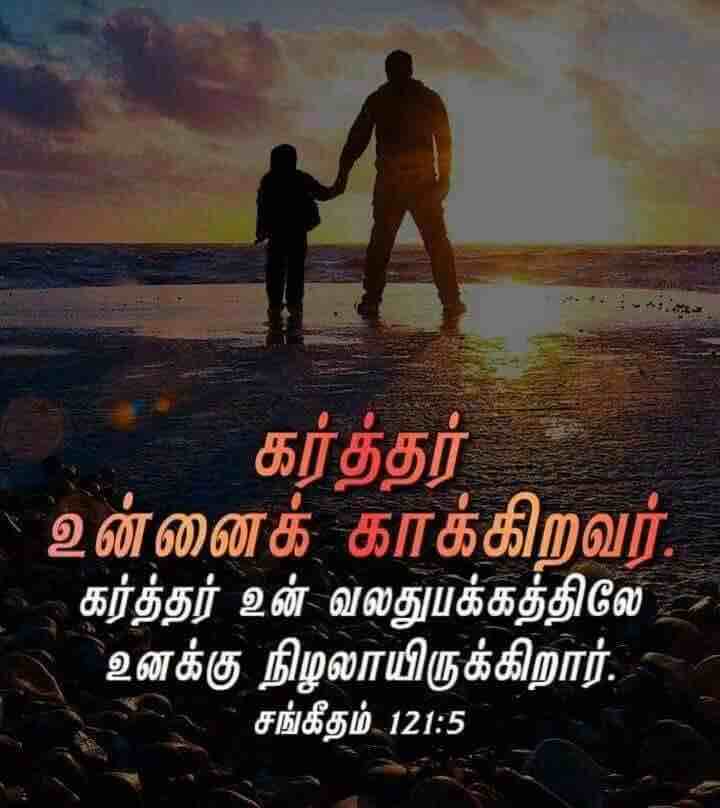 கர்த்தர்
உன்னைக் காக்கிறவர்.
கர்த்தர் உன் வலதுபக்கத்திலே
உனக்கு நிழலாயிருக்கிறார்.
சங்கீதம் 121:5